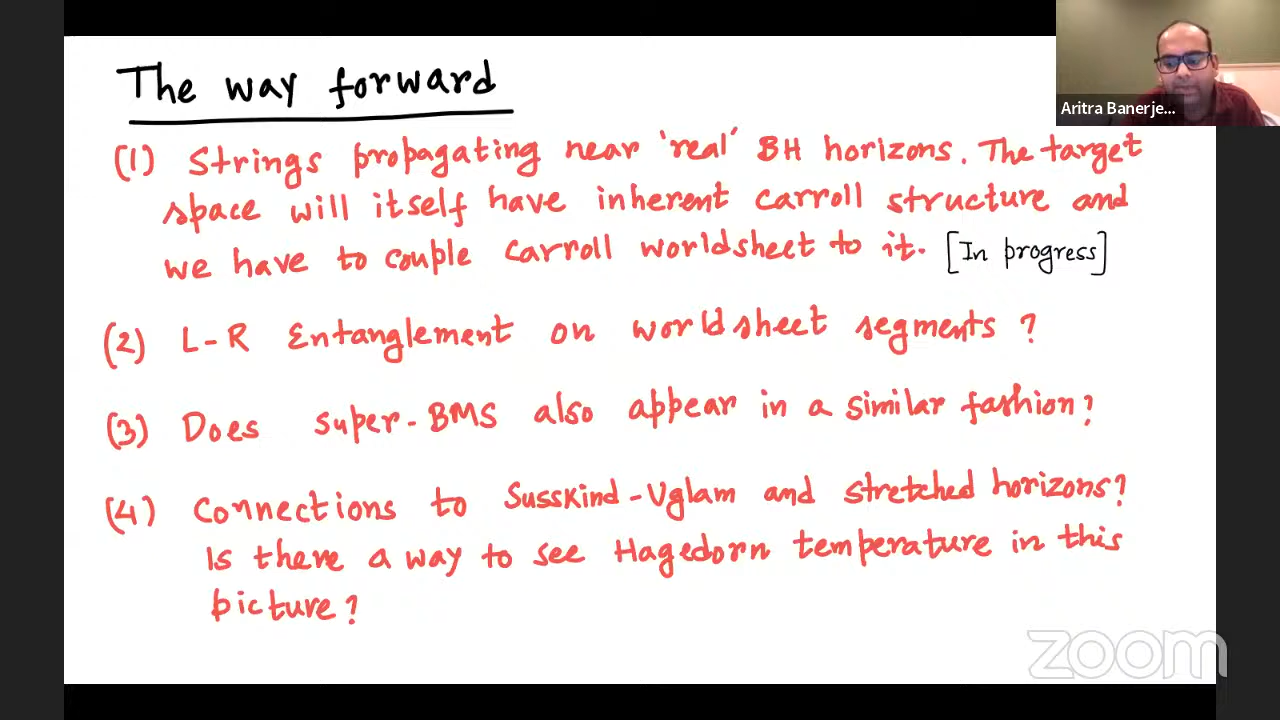 The way forward
Aritra Banerje...
(1) Strings propagating near 'real' BH horizons. The target
space will itself have inherent carroll structure and
we have to couple carroll worldsheet to it. [In progress]
(2) L-R Entanglement on worldsheet segments ?
(3) Does super-BMS also appear in a similar fashion?
(4) Connections to Susskind-Uglam and stretched horizons?
Is there a way to see Hagedorn temperature in this
picture?
zoom